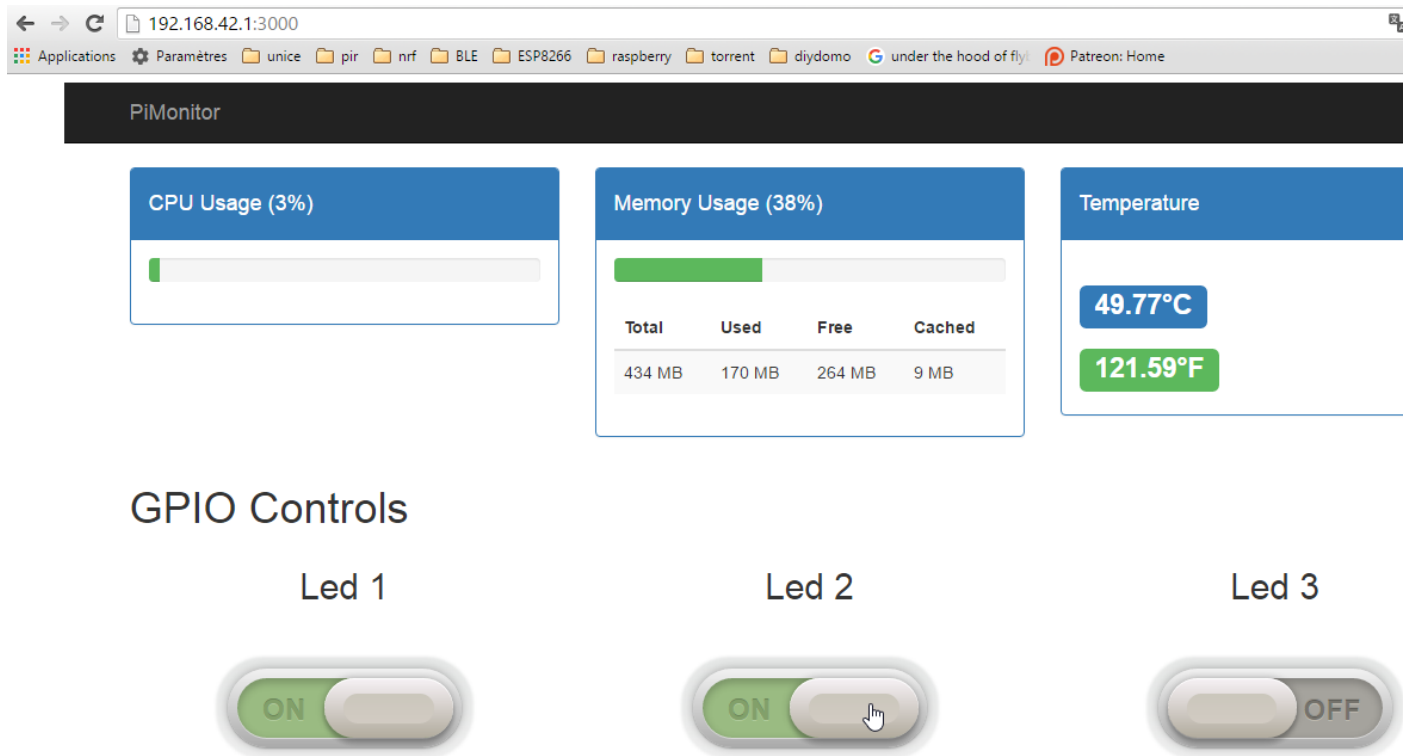 192.168.42.1:3000
Applications Paramètres unice pir nrf BLE ESP8266 raspberry torrent diydomo under the hood of flyi Patreon: Home
PiMonitor
CPU Usage (3%)
Memory Usage (38%)
Total Used Free Cached
434 MB 170 MB 264 MB 9 MB
Temperature
49.77°C
121.59°F
GPIO Controls
Led 1 Led 2 Led 3
ON ON OFF